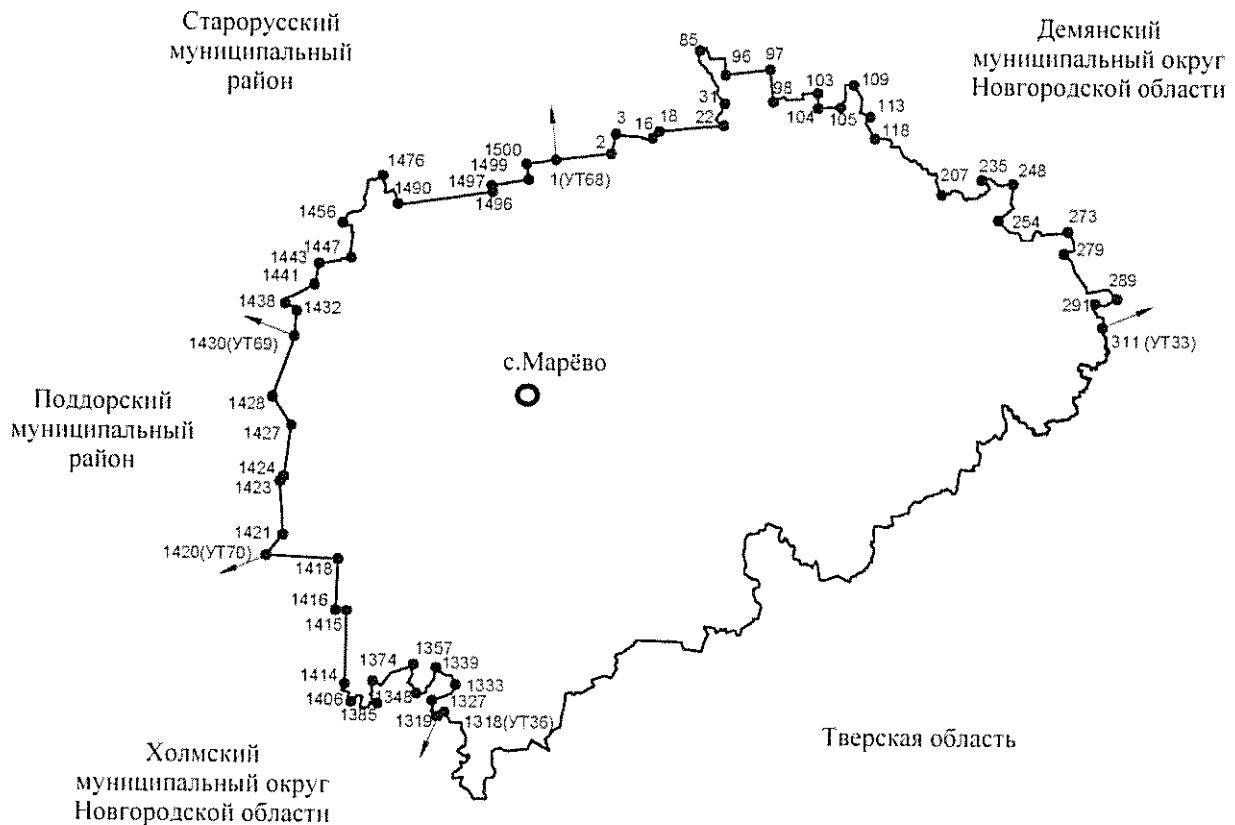 Старорусский
муниципальный
район
Демянский
муниципальный округ
Новгородской области
85
96
97
98
103
104
105
109
113
118
31
22
3
16
18
2
1(УТ68)
1500
1499
1497
1496
1476
1490
1456
1447
1443
1441
1438
1432
1430(УТ69)
207
235
248
254
273
279
289
291
311 (УТ33)
с.Марёво
Поддорский
муниципальный
район
1428
1427
1424
1423
1421
1420(УТ70)
1418
1416
1415
1414
1406
1385
1374
1357
1348
1339
1333
1327
1319
1318(УТ36)
Тверская область
Холмский
муниципальный округ
Новгородской области